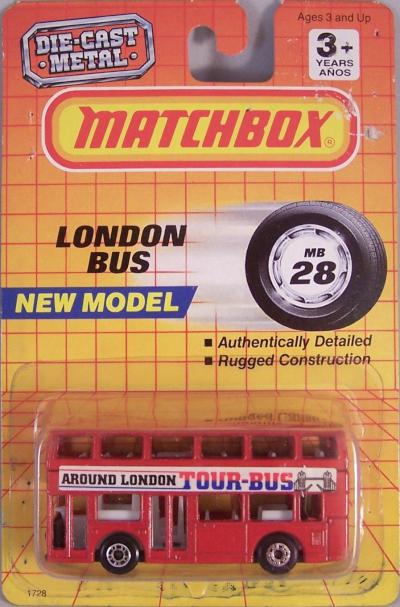 Ages 3 and Up
DIE-CAST
METAL
3+
YEARS
AÑOS
MATCHBOX®
LONDON
BUS
MB
28
NEW MODEL
■ Authentically Detailed
■ Rugged Construction
AROUND LONDON TOUR-BUS
1728